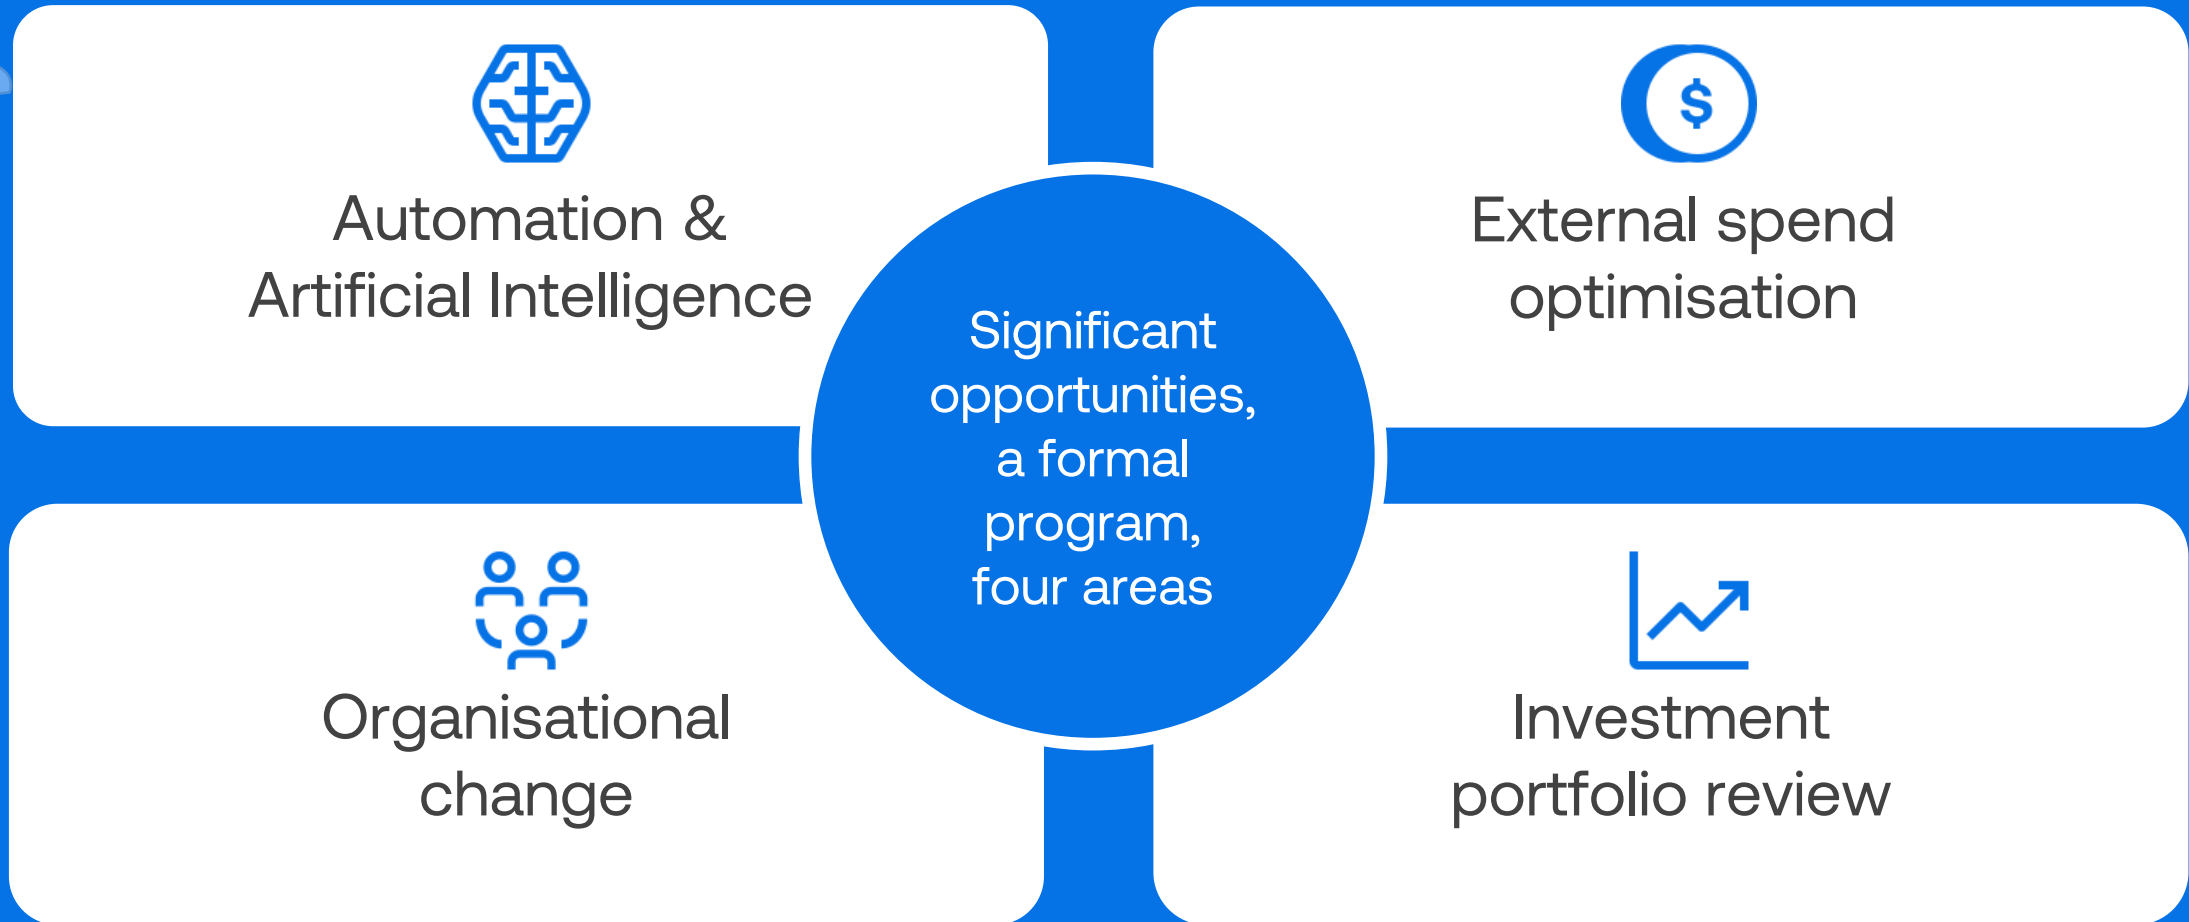 Automation &
Artificial Intelligence
External spend
optimisation
Significant
opportunities,
a formal
program,
four areas
Organisational
change
Investment
portfolio review